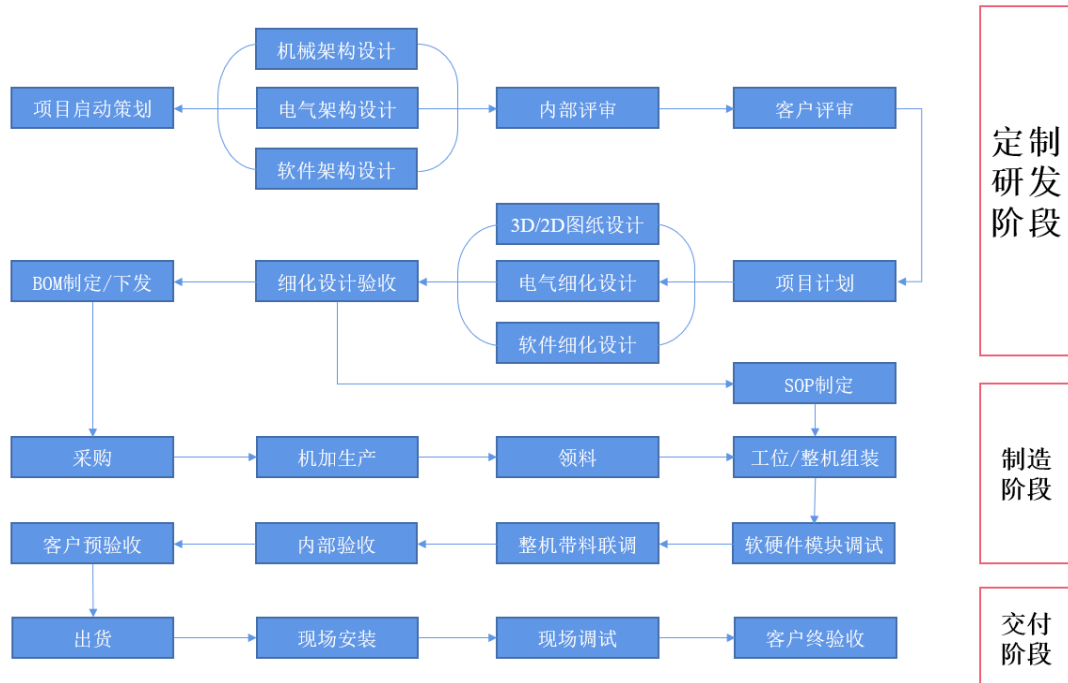 机械架构设计
项目启动策划
电气架构设计
内部评审
客户评审
软件架构设计
定制
研发
阶段
3D/2D图纸设计
BOM制定/下发
细化设计验收
电气细化设计
项目计划
软件细化设计
SOP制定
采购
机加生产
领料
工位/整机组装
制造
阶段
客户预验收
内部验收
整机带料联调
软硬件模块调试
出货
现场安装
现场调试
客户终验收
交付
阶段